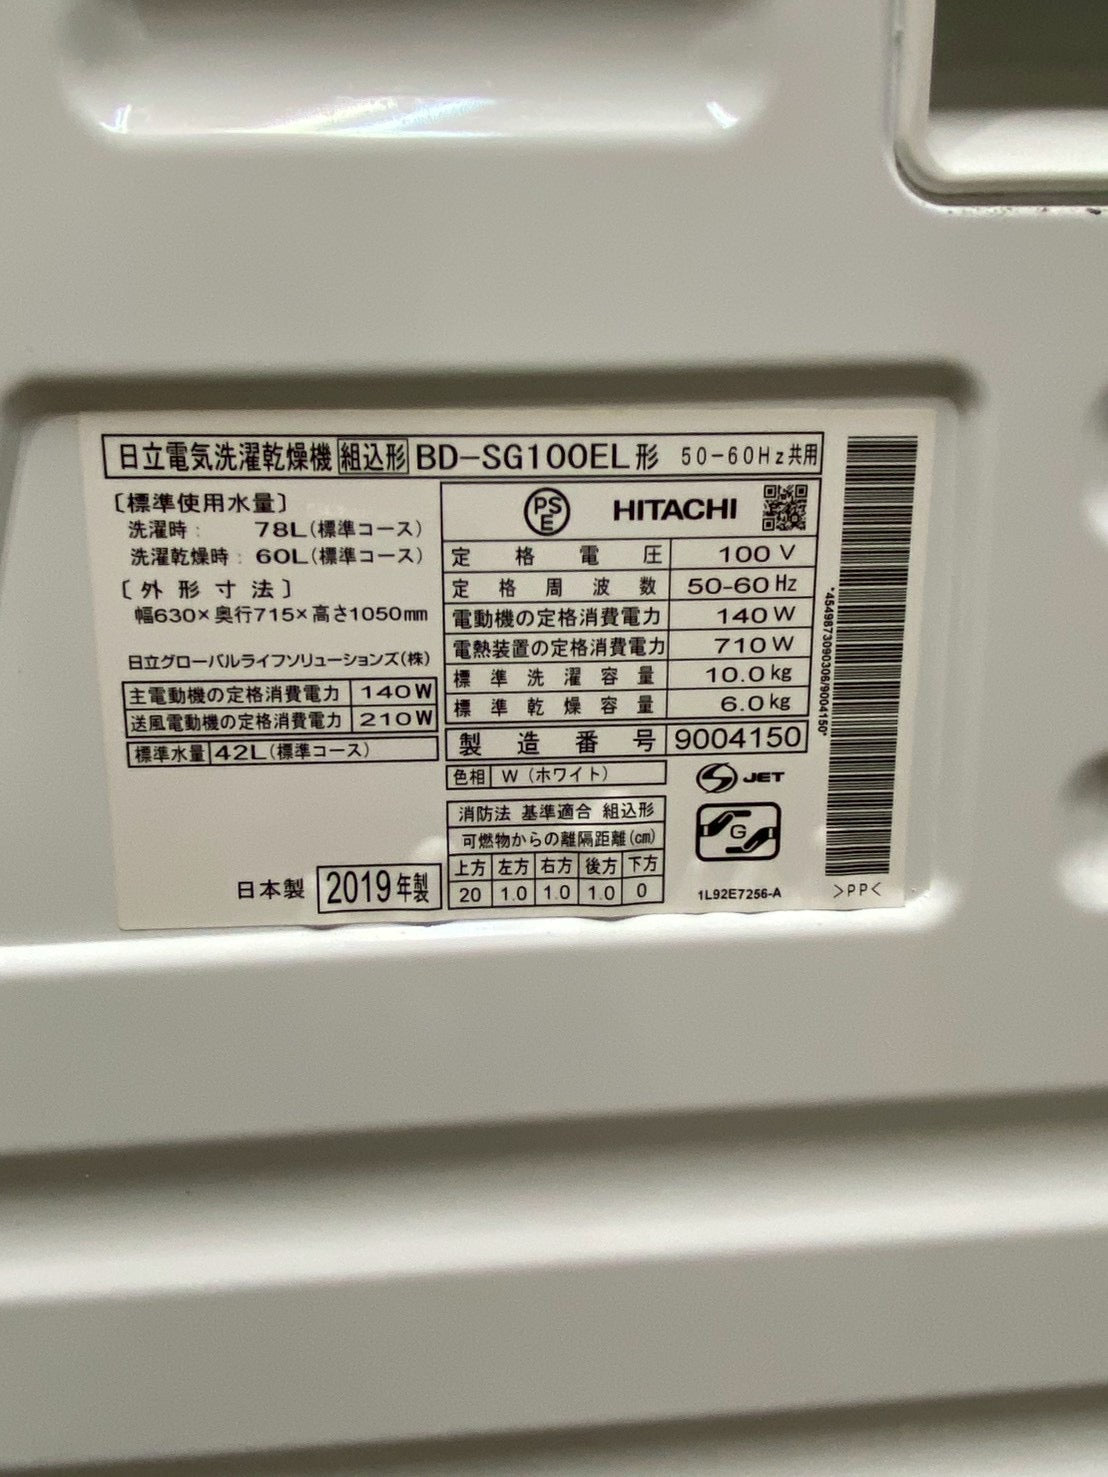 日立電気洗濯乾燥機 組込形 BD-SG100EL形 50-60Hz共用
〔標準使用水量〕
洗濯時: 78L(標準コース)
洗濯乾燥時: 60L(標準コース)
〔外形寸法〕
幅630×奥行715×高さ1050mm
日立グローバルライフソリューションズ(株)
主電動機の定格消費電力 140W
送風電動機の定格消費電力 210W
標準水量 42L(標準コース)
日本製 2019年製
PSE HITACHI
定格電圧 100V
定格周波数 50-60Hz
電動機の定格消費電力 140W
電熱装置の定格消費電力 710W
標準洗濯容量 10.0kg
標準乾燥容量 6.0kg
製造番号 9004150
色相 W(ホワイト)
S JET
消防法 基準適合 組込形
可燃物からの離隔距離(cm)
上方 左方 右方 後方 下方
20 1.0 1.0 1.0 0
G
1L92E7256-A
>PP<
*4549873090306/9004150*